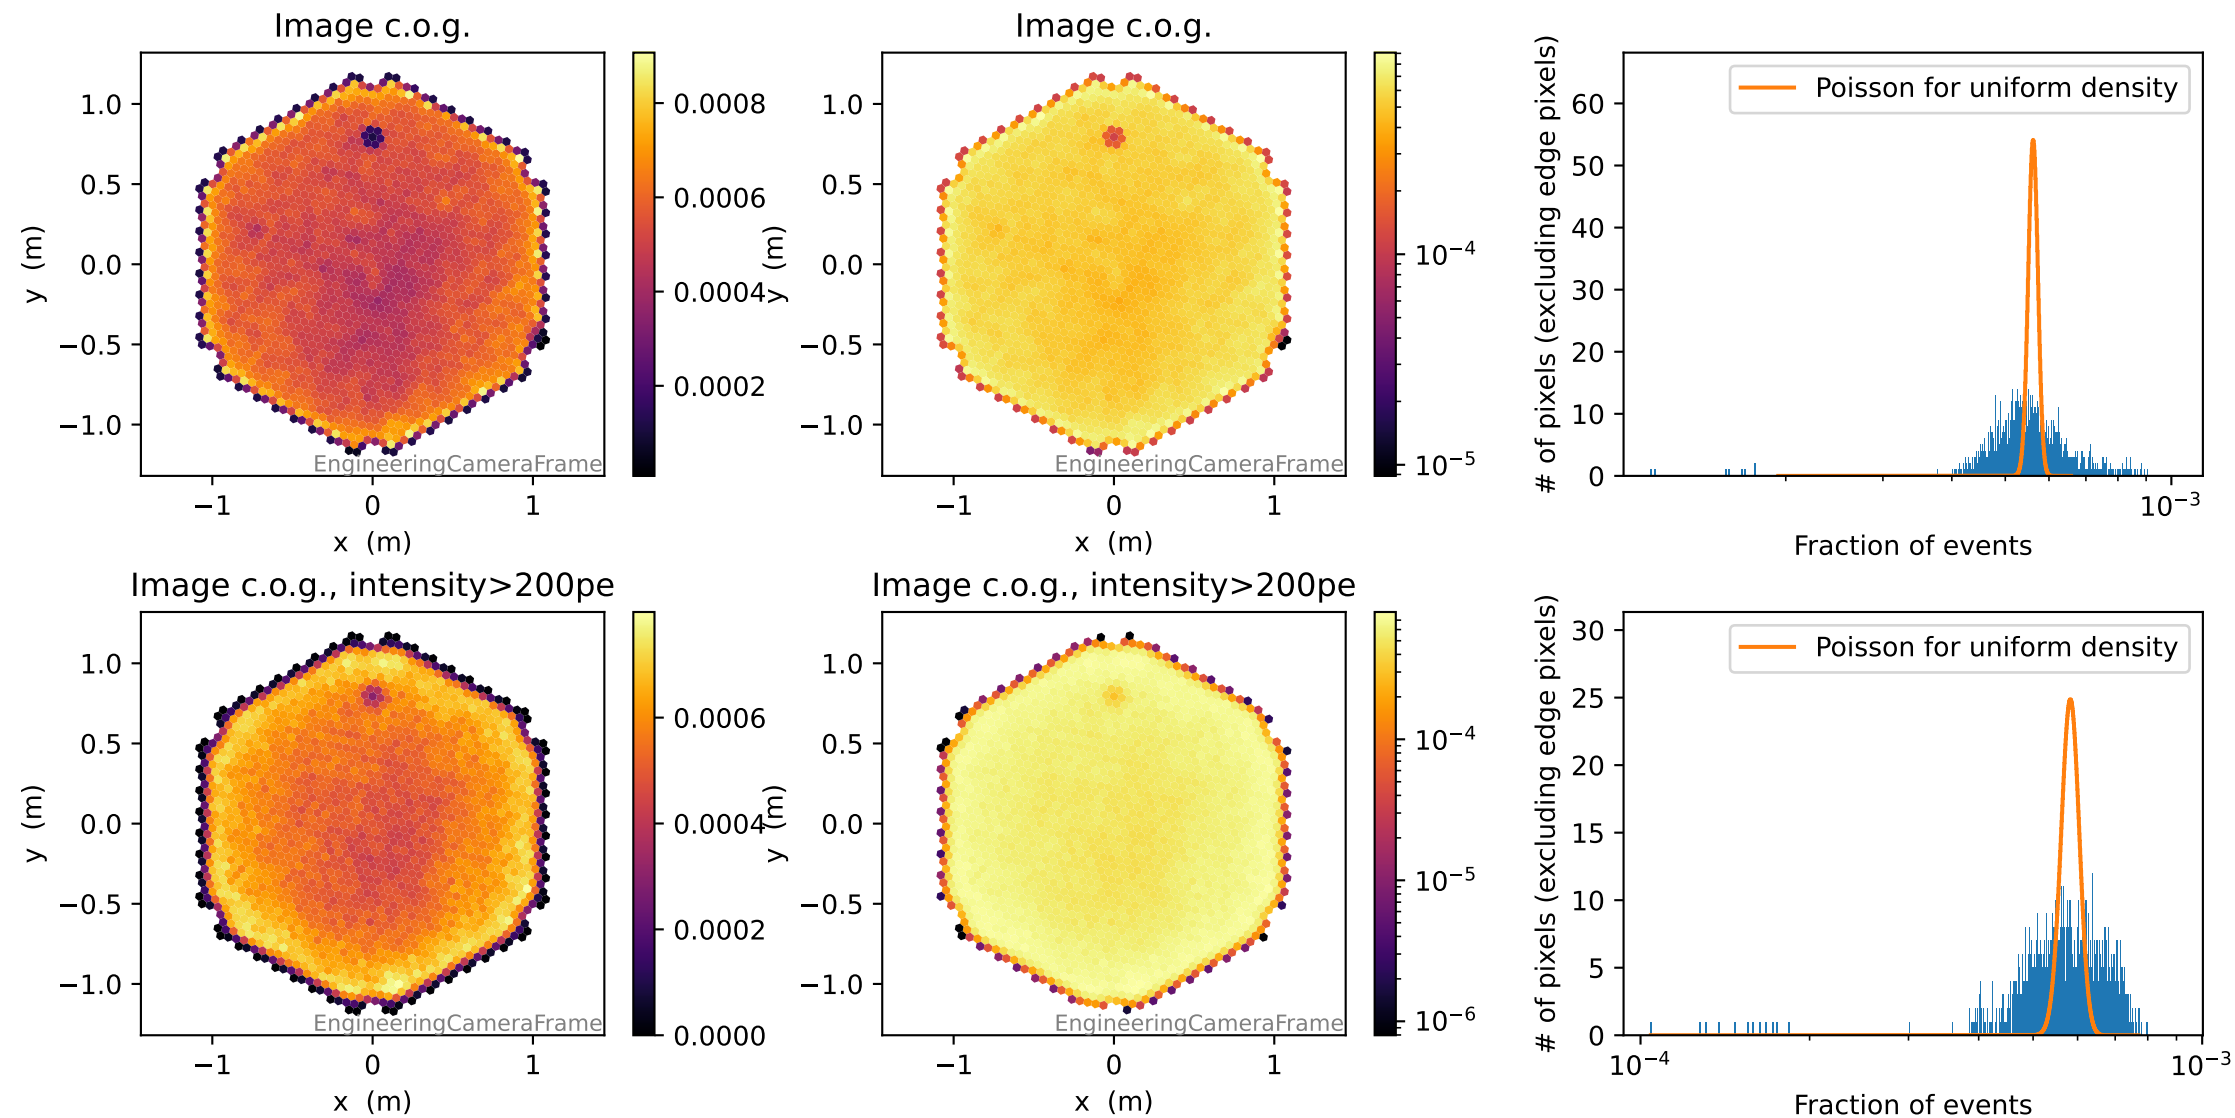 Image c.o.g.
1.0
0.5
0.0
−0.5
−1.0
y (m)
−1
0
1
x (m)
EngineeringCameraFrame
0.0008
0.0006
0.0004
0.0002
Image c.o.g.
1.0
0.5
0.0
−0.5
−1.0
y (m)
−1
0
1
x (m)
EngineeringCameraFrame
10⁻⁴
10⁻⁵
# of pixels (excluding edge pixels)
60
50
40
30
20
10
0
Poisson for uniform density
10⁻³
Fraction of events
Image c.o.g., intensity>200pe
1.0
0.5
0.0
−0.5
−1.0
y (m)
−1
0
1
x (m)
EngineeringCameraFrame
0.0006
0.0004
0.0002
0.0000
Image c.o.g., intensity>200pe
1.0
0.5
0.0
−0.5
−1.0
y (m)
−1
0
1
x (m)
EngineeringCameraFrame
10⁻⁴
10⁻⁵
10⁻⁶
# of pixels (excluding edge pixels)
30
25
20
15
10
5
0
Poisson for uniform density
10⁻⁴
10⁻³
Fraction of events